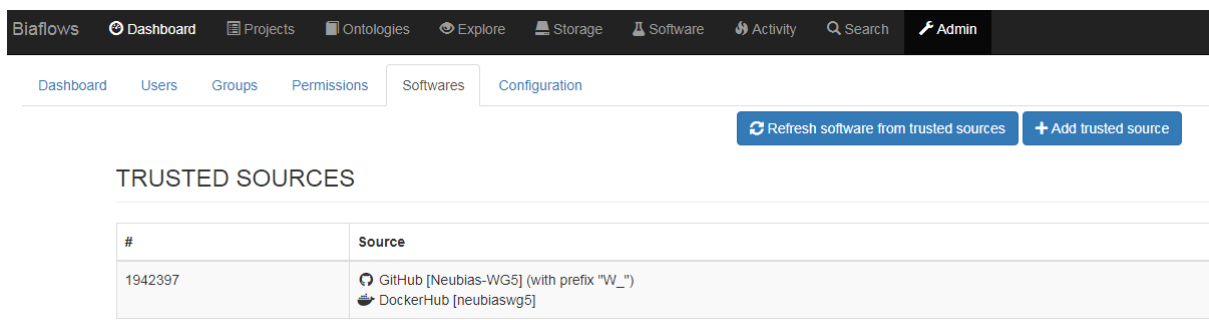 Biaflows Dashboard Projects Ontologies Explore Storage Software Activity Search Admin
Dashboard Users Groups Permissions Softwares Configuration
Refresh software from trusted sources + Add trusted source
TRUSTED SOURCES
# Source
1942397 GitHub [Neubias-WG5] (with prefix "W_")
DockerHub [neubiaswg5]